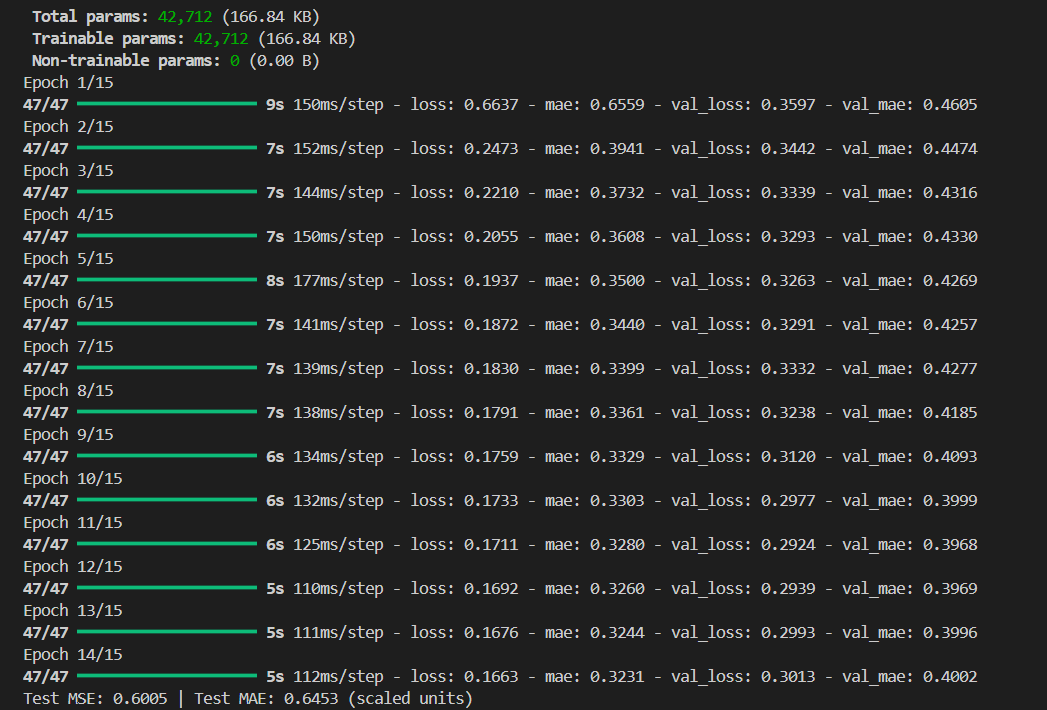 Total params: 42,712 (166.84 KB)
Trainable params: 42,712 (166.84 KB)
Non-trainable params: 0 (0.00 B)
Epoch 1/15
47/47 9s 150ms/step - loss: 0.6637 - mae: 0.6559 - val_loss: 0.3597 - val_mae: 0.4605
Epoch 2/15
47/47 7s 152ms/step - loss: 0.2473 - mae: 0.3941 - val_loss: 0.3442 - val_mae: 0.4474
Epoch 3/15
47/47 7s 144ms/step - loss: 0.2210 - mae: 0.3732 - val_loss: 0.3339 - val_mae: 0.4316
Epoch 4/15
47/47 7s 150ms/step - loss: 0.2055 - mae: 0.3608 - val_loss: 0.3293 - val_mae: 0.4330
Epoch 5/15
47/47 8s 177ms/step - loss: 0.1937 - mae: 0.3500 - val_loss: 0.3263 - val_mae: 0.4269
Epoch 6/15
47/47 7s 141ms/step - loss: 0.1872 - mae: 0.3440 - val_loss: 0.3291 - val_mae: 0.4257
Epoch 7/15
47/47 7s 139ms/step - loss: 0.1830 - mae: 0.3399 - val_loss: 0.3332 - val_mae: 0.4277
Epoch 8/15
47/47 7s 138ms/step - loss: 0.1791 - mae: 0.3361 - val_loss: 0.3238 - val_mae: 0.4185
Epoch 9/15
47/47 6s 134ms/step - loss: 0.1759 - mae: 0.3329 - val_loss: 0.3120 - val_mae: 0.4093
Epoch 10/15
47/47 6s 132ms/step - loss: 0.1733 - mae: 0.3303 - val_loss: 0.2977 - val_mae: 0.3999
Epoch 11/15
47/47 6s 125ms/step - loss: 0.1711 - mae: 0.3280 - val_loss: 0.2924 - val_mae: 0.3968
Epoch 12/15
47/47 5s 110ms/step - loss: 0.1692 - mae: 0.3260 - val_loss: 0.2939 - val_mae: 0.3969
Epoch 13/15
47/47 5s 111ms/step - loss: 0.1676 - mae: 0.3244 - val_loss: 0.2993 - val_mae: 0.3996
Epoch 14/15
47/47 5s 112ms/step - loss: 0.1663 - mae: 0.3231 - val_loss: 0.3013 - val_mae: 0.4002
Test MSE: 0.6005 | Test MAE: 0.6453 (scaled units)